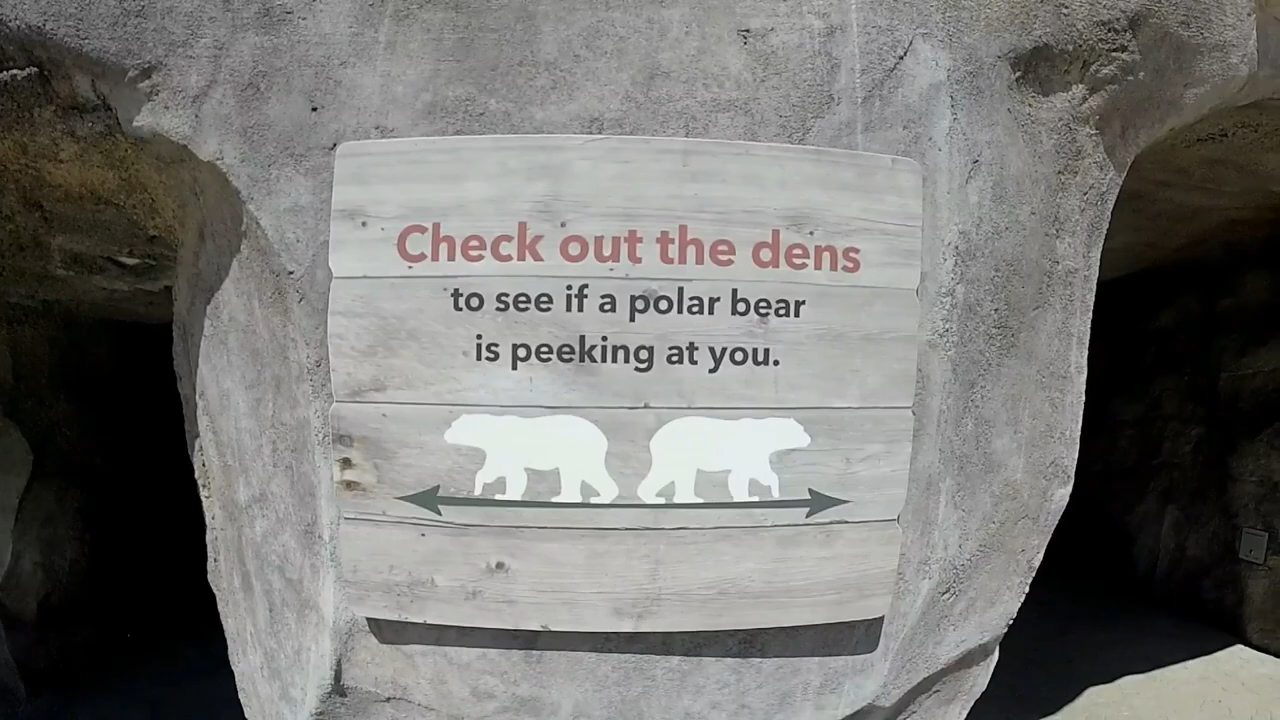 Check out the dens
to see if a polar bear
is peeking at you.